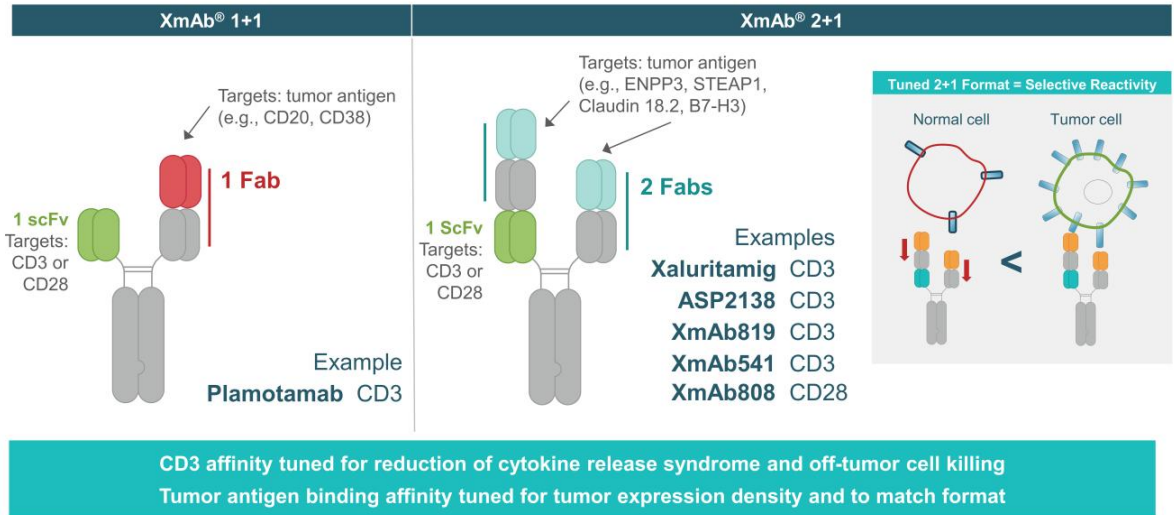 XmAb® 1+1
XmAb® 2+1
Targets: tumor antigen
(e.g., CD20, CD38)
1 Fab
1 scFv
Targets:
CD3 or
CD28
Example
Plamotamab CD3
Targets: tumor antigen
(e.g., ENPP3, STEAP1,
Claudin 18.2, B7-H3)
2 Fabs
1 ScFv
Targets:
CD3 or
CD28
Examples
Xaluritamig CD3
ASP2138 CD3
XmAb819 CD3
XmAb541 CD3
XmAb808 CD28
Tuned 2+1 Format = Selective Reactivity
Normal cell
Tumor cell
<
CD3 affinity tuned for reduction of cytokine release syndrome and off-tumor cell killing
Tumor antigen binding affinity tuned for tumor expression density and to match format